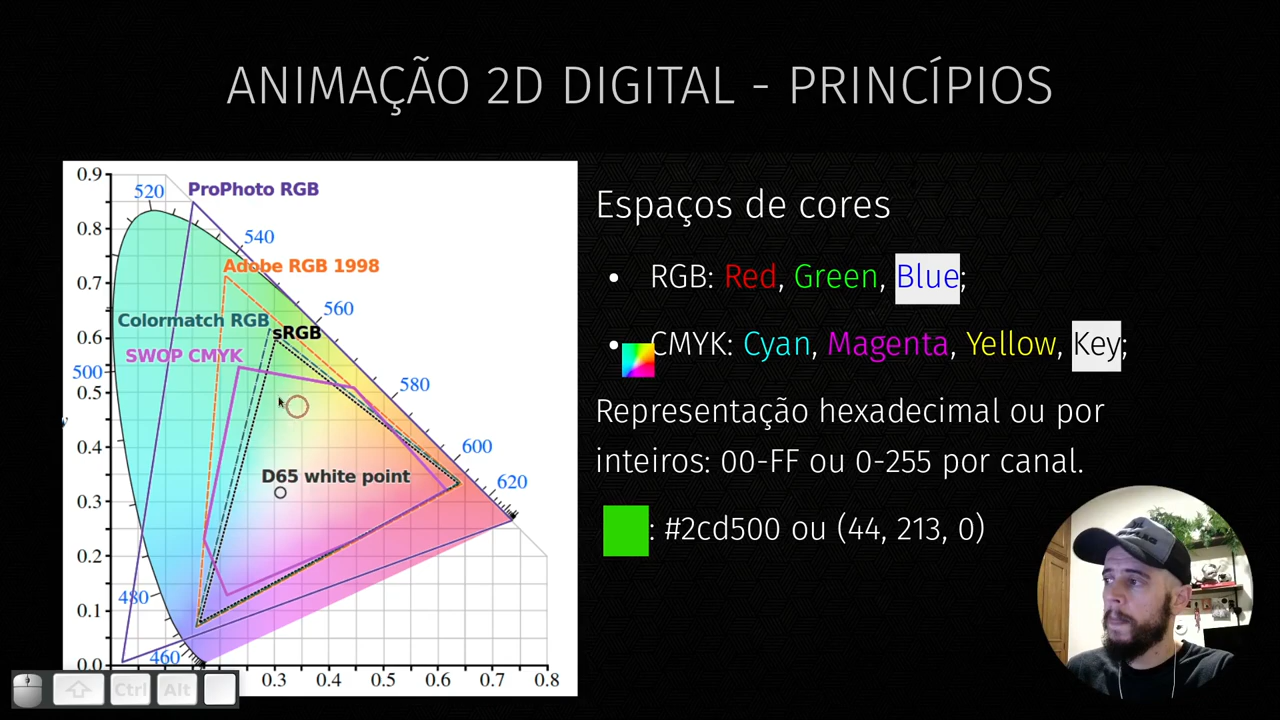 ANIMAÇÃO 2D DIGITAL - PRINCÍPIOS
0.9
0.8
0.7
0.6
0.5
0.4
0.3
0.2
0.1
0.0
520
ProPhoto RGB
540
Adobe RGB 1998
560
Colormatch RGB
sRGB
SWOP CMYK
500
580
600
D65 white point
620
480
460
0.3
0.4
0.5
0.6
0.7
0.8
Ctrl
Alt
Espaços de cores
• RGB: Red, Green, Blue;
• CMYK: Cyan, Magenta, Yellow, Key;
Representação hexadecimal ou por
inteiros: 00-FF ou 0-255 por canal.
: #2cd500 ou (44, 213, 0)